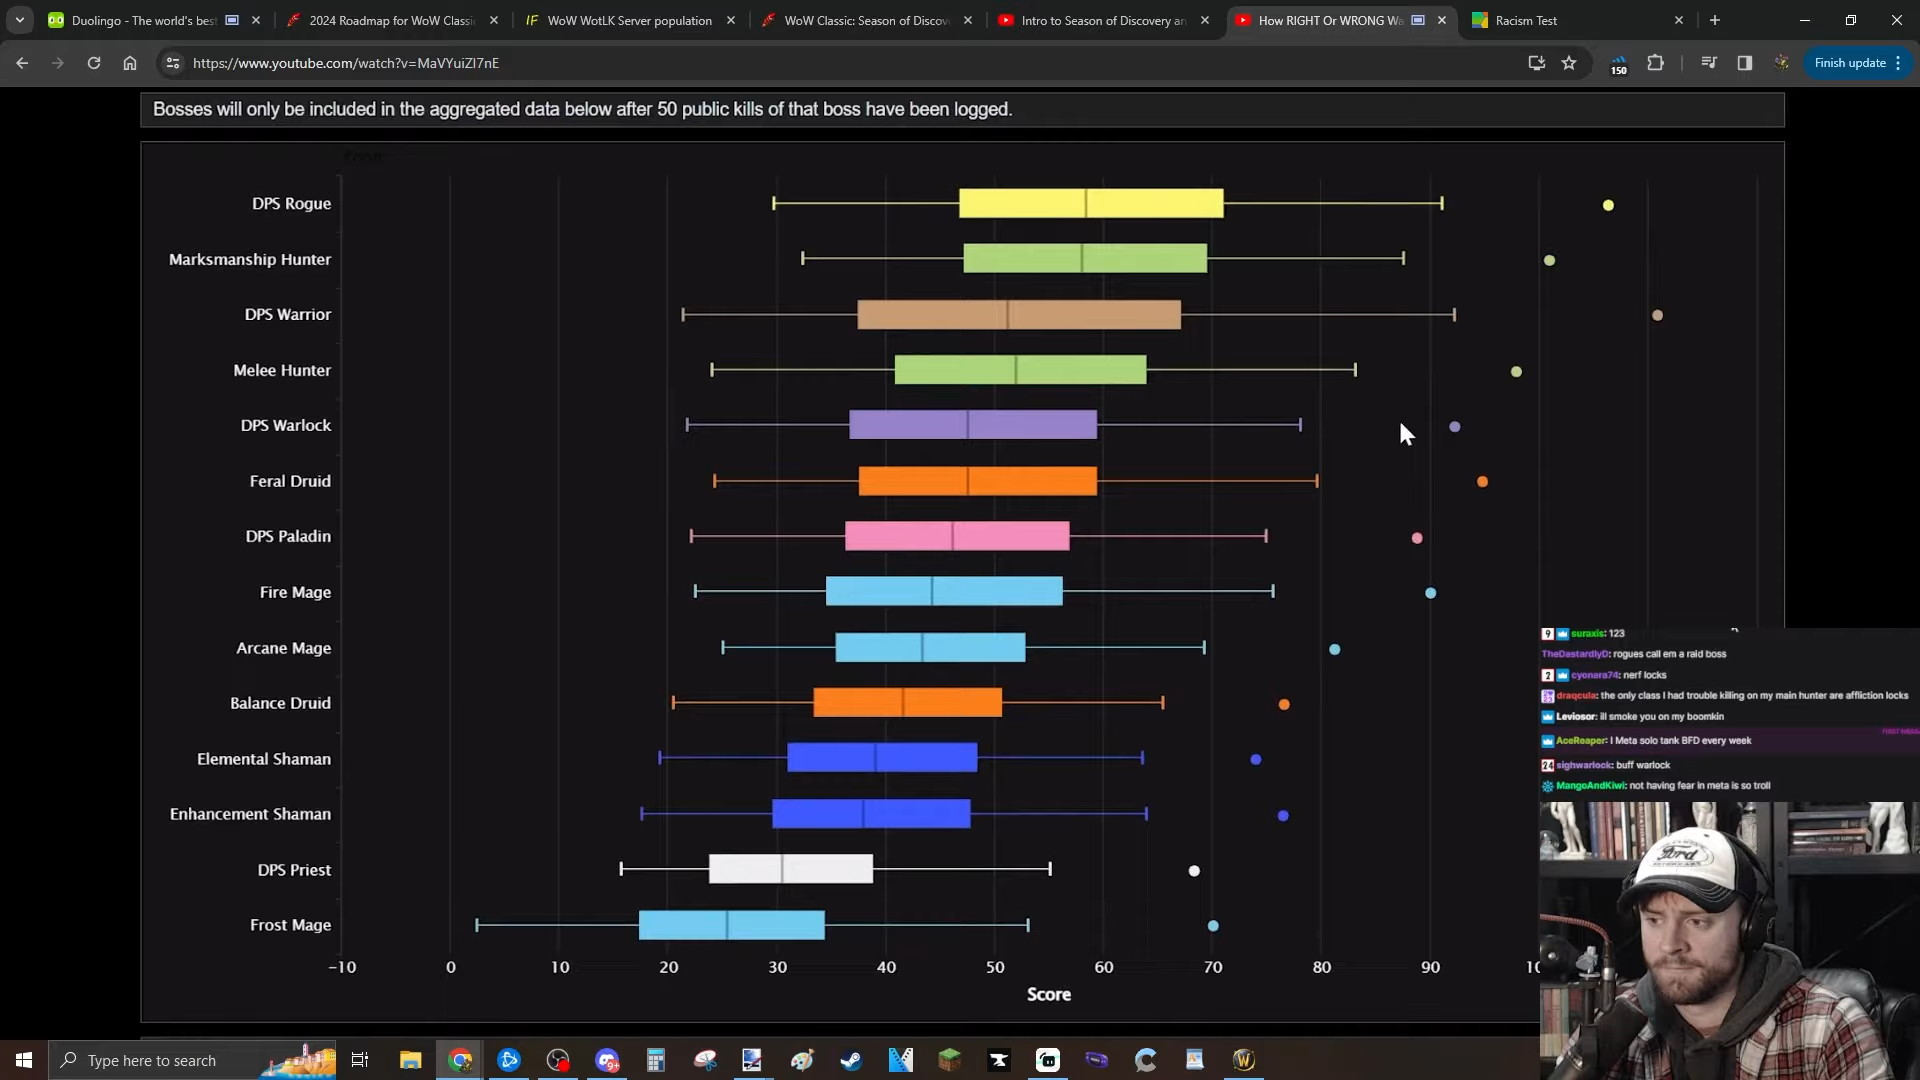 Duolingo - The world's best
2024 Roadmap for WoW Classic
WoW WotLK Server population
WoW Classic: Season of Discov
Intro to Season of Discovery an
How RIGHT Or WRONG Wa
Racism Test
https://www.youtube.com/watch?v=MaVYuiZI7nE
150
Finish update
Bosses will only be included in the aggregated data below after 50 public kills of that boss have been logged.
DPS Rogue
Marksmanship Hunter
DPS Warrior
Melee Hunter
DPS Warlock
Feral Druid
DPS Paladin
Fire Mage
Arcane Mage
Balance Druid
Elemental Shaman
Enhancement Shaman
DPS Priest
Frost Mage
-10 0 10 20 30 40 50 60 70 80 90 10
Score
9 suraxis: 123
TheDastardlyD: rogues call em a raid boss
2 cyonara74: nerf locks
draqcula: the only class I had trouble killing on my main hunter are affliction locks
Leviosor: ill smoke you on my boomkin
AceReaper: I Meta solo tank BFD every week
24 sighwarlock: buff warlock
MangoAndKiwi: not having fear in meta is so troll
Ford
Type here to search
9+